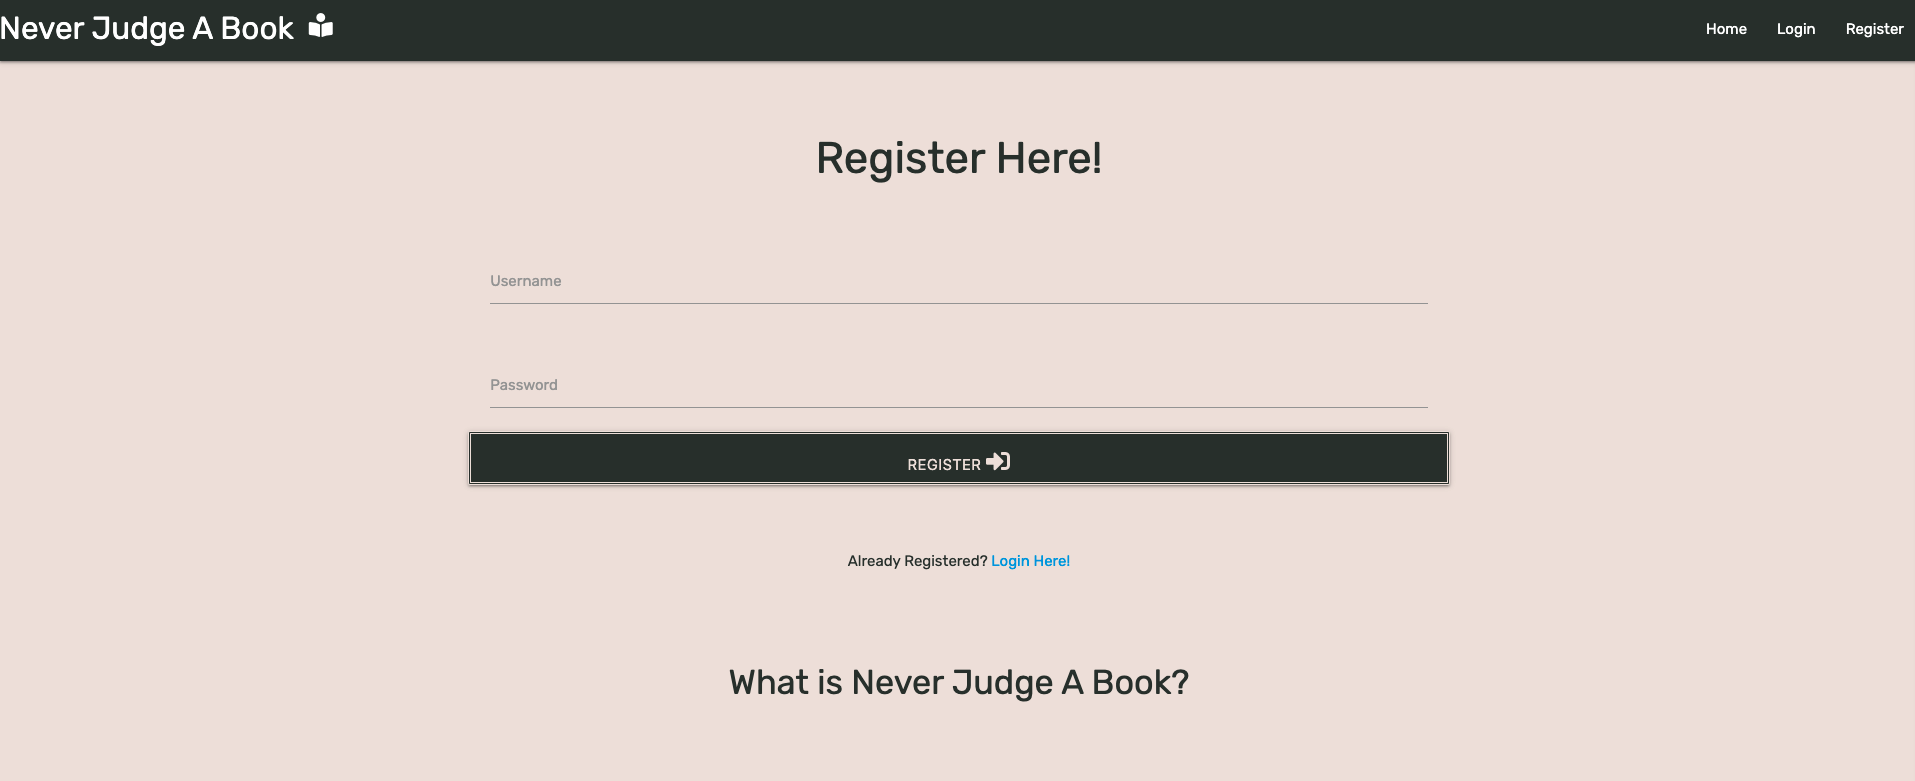 Never Judge A Book
Home Login Register
Register Here!
Username
Password
REGISTER
Already Registered? Login Here!
What is Never Judge A Book?